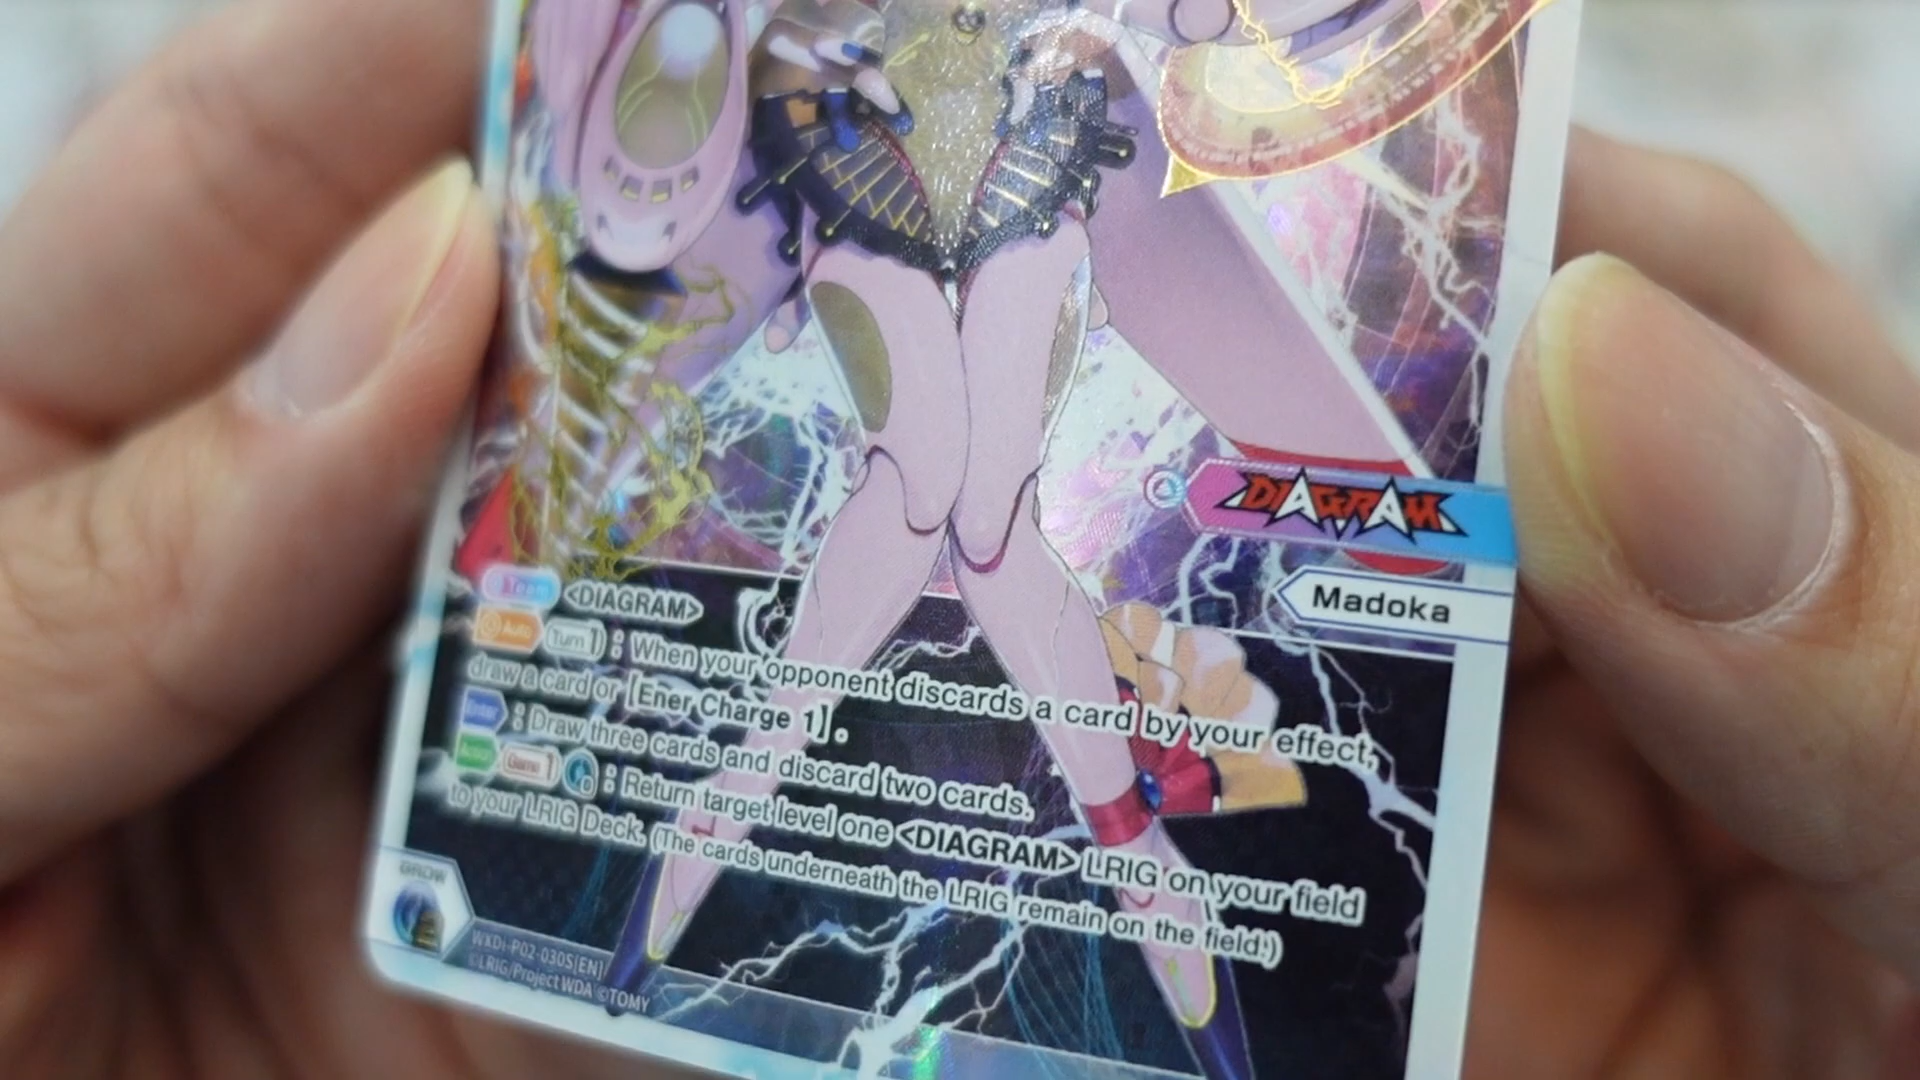 DIAGRAM
Madoka
Team <DIAGRAM>
Auto Turn 1) : When your opponent discards a card by your effect,
draw a card or [Ener Charge 1].
Enter : Draw three cards and discard two cards.
Action Game 1 0 : Return target level one <DIAGRAM> LRIG on your field
to your LRIG Deck. (The cards underneath the LRIG remain on the field.)
GROW
2
WXDi-P02-030S[EN]
©LRIG/Project WDA ©TOMY